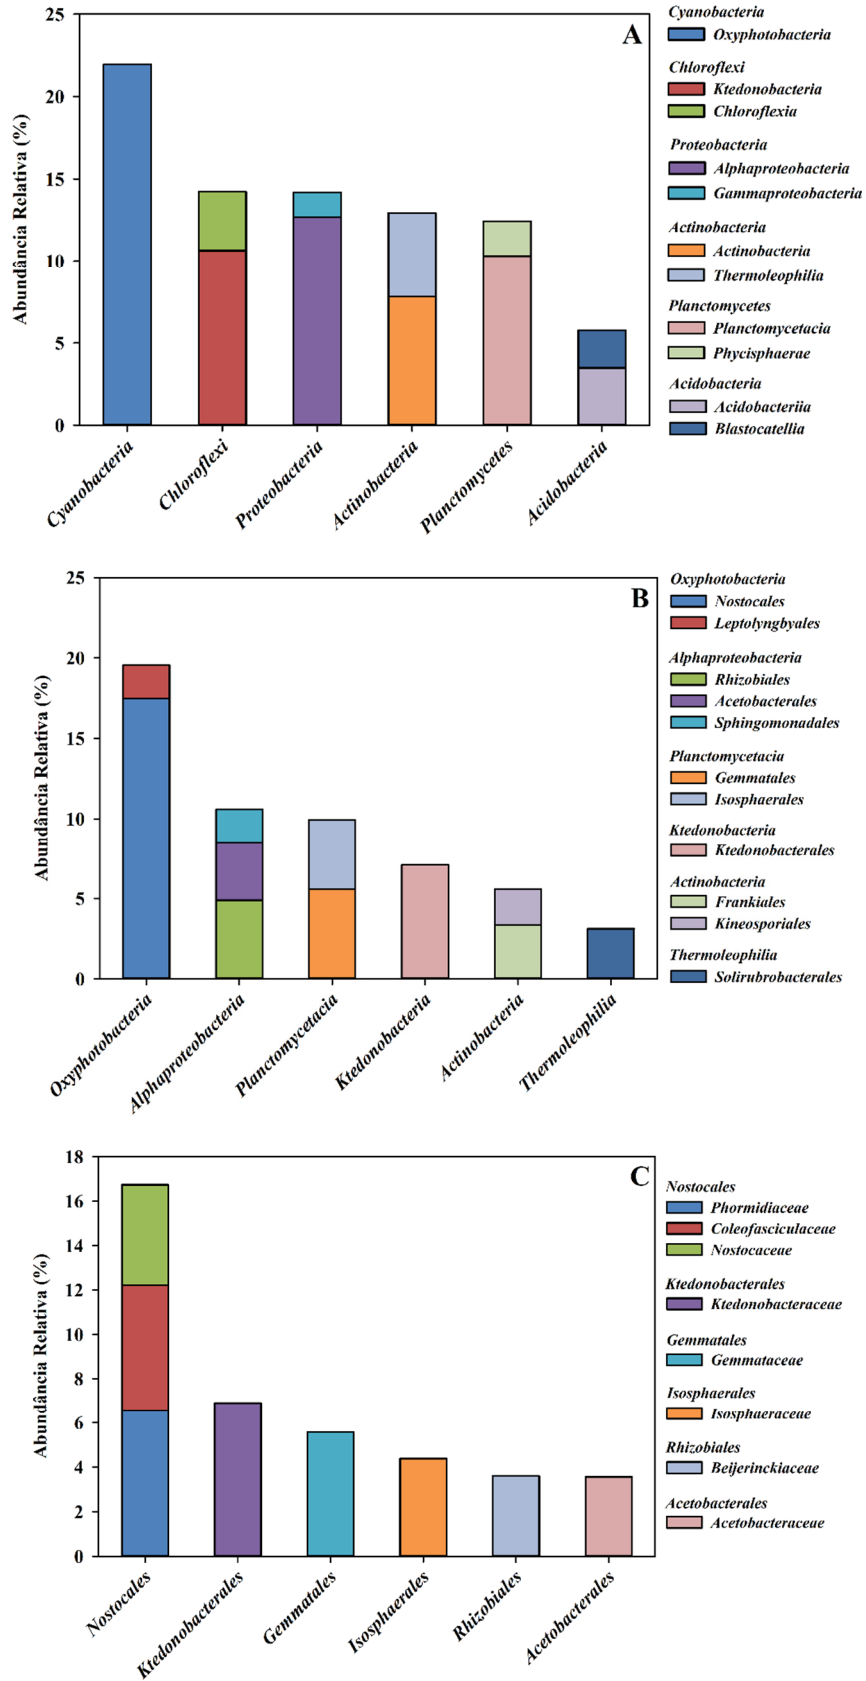 A
Abundância Relativa (%)
25
20
15
10
5
0
Cyanobacteria
Chloroflexi
Proteobacteria
Actinobacteria
Planctomycetes
Acidobacteria
Cyanobacteria
Oxyphotobacteria
Chloroflexi
Ktedonobacteria
Chloroflexia
Proteobacteria
Alphaproteobacteria
Gammaproteobacteria
Actinobacteria
Actinobacteria
Thermoleophilia
Planctomycetes
Planctomycetacia
Phycisphaerae
Acidobacteria
Acidobacteriia
Blastocatellia
B
Abundância Relativa (%)
25
20
15
10
5
0
Oxyphotobacteria
Alphaproteobacteria
Planctomycetacia
Ktedonobacteria
Actinobacteria
Thermoleophilia
Oxyphotobacteria
Nostocales
Leptolyngbyales
Alphaproteobacteria
Rhizobiales
Acetobacterales
Sphingomonadales
Planctomycetacia
Gemmatales
Isosphaerales
Ktedonobacteria
Ktedonobacterales
Actinobacteria
Frankiales
Kineosporiales
Thermoleophilia
Solirubrobacterales
C
Abundância Relativa (%)
18
16
14
12
10
8
6
4
2
0
Nostocales
Ktedonobacterales
Gemmatales
Isosphaerales
Rhizobiales
Acetobacterales
Nostocales
Phormidiaceae
Coleofasciculaceae
Nostocaceae
Ktedonobacterales
Ktedonobacteraceae
Gemmatales
Gemmataceae
Isosphaerales
Isosphaeraceae
Rhizobiales
Beijerinckiaceae
Acetobacterales
Acetobacteraceae